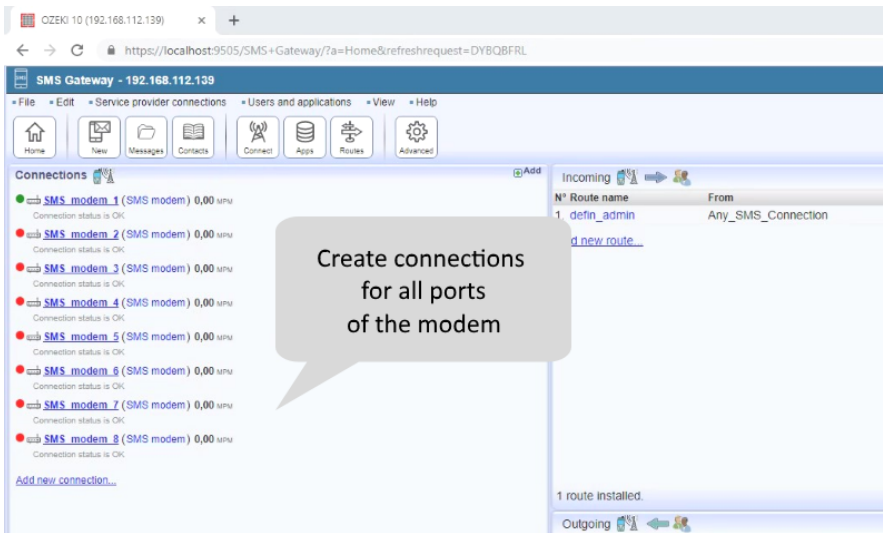 OZEKI 10 (192.168.112.139)
https://localhost:9505/SMS+Gateway/?a=Home&refreshrequest=DYBQBFRL
SMS Gateway - 192.168.112.139
File Edit Service provider connections Users and applications View Help
Home New Messages Contacts Connect Apps Routes Advanced
Connections Add
SMS_modem_1 (SMS modem) 0,00 MPM
Connection status is OK
SMS_modem_2 (SMS modem) 0,00 MPM
Connection status is OK
SMS_modem_3 (SMS modem) 0,00 MPM
Connection status is OK
SMS_modem_4 (SMS modem) 0,00 MPM
Connection status is OK
SMS_modem_5 (SMS modem) 0,00 MPM
Connection status is OK
SMS_modem_6 (SMS modem) 0,00 MPM
Connection status is OK
SMS_modem_7 (SMS modem) 0,00 MPM
Connection status is OK
SMS_modem_8 (SMS modem) 0,00 MPM
Connection status is OK
Add new connection...
Create connections
for all ports
of the modem
Incoming
N° Route name From
1. defin_admin Any_SMS_Connection
new route...
1 route installed.
Outgoing